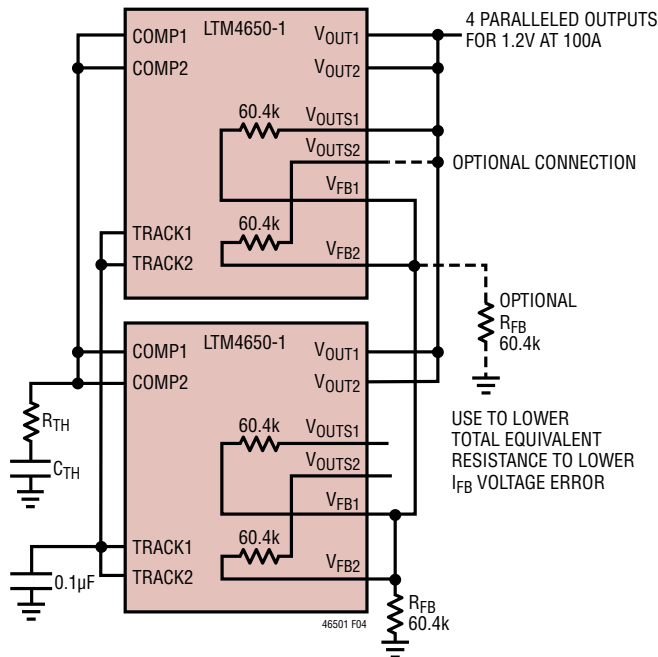 4 PARALLELED OUTPUTS
FOR 1.2V AT 100A
LTM4650-1
COMP1
COMP2
VOUT1
VOUT2
60.4k
VOUTS1
VOUTS2
OPTIONAL CONNECTION
VFB1
60.4k
TRACK1
TRACK2
VFB2
OPTIONAL
RFB
60.4k
LTM4650-1
COMP1
COMP2
VOUT1
VOUT2
RTH
CTH
60.4k
VOUTS1
VOUTS2
USE TO LOWER
TOTAL EQUIVALENT
RESISTANCE TO LOWER
IFB VOLTAGE ERROR
VFB1
60.4k
TRACK1
TRACK2
VFB2
0.1µF
RFB
60.4k
46501 F04